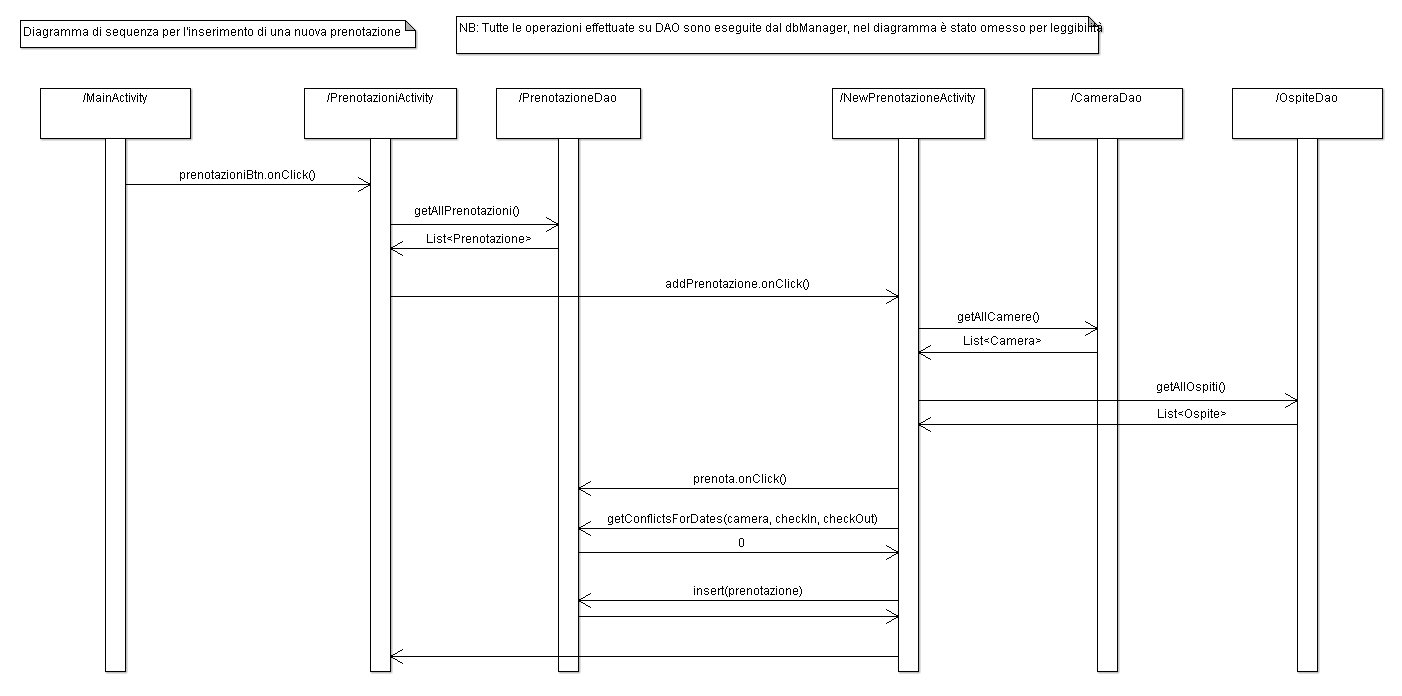 Diagramma di sequenza per l'inserimento di una nuova prenotazione
NB: Tutte le operazioni effettuate su DAO sono eseguite dal dbManager, nel diagramma è stato omesso per leggibilità
/MainActivity
/PrenotazioniActivity
/PrenotazioneDao
/NewPrenotazioneActivity
/CameraDao
/OspiteDao
prenotazioniBtn.onClick()
getAllPrenotazioni()
List<Prenotazione>
addPrenotazione.onClick()
getAllCamere()
List<Camera>
getAllOspiti()
List<Ospite>
prenota.onClick()
getConflictsForDates(camera, checkIn, checkOut)
0
insert(prenotazione)